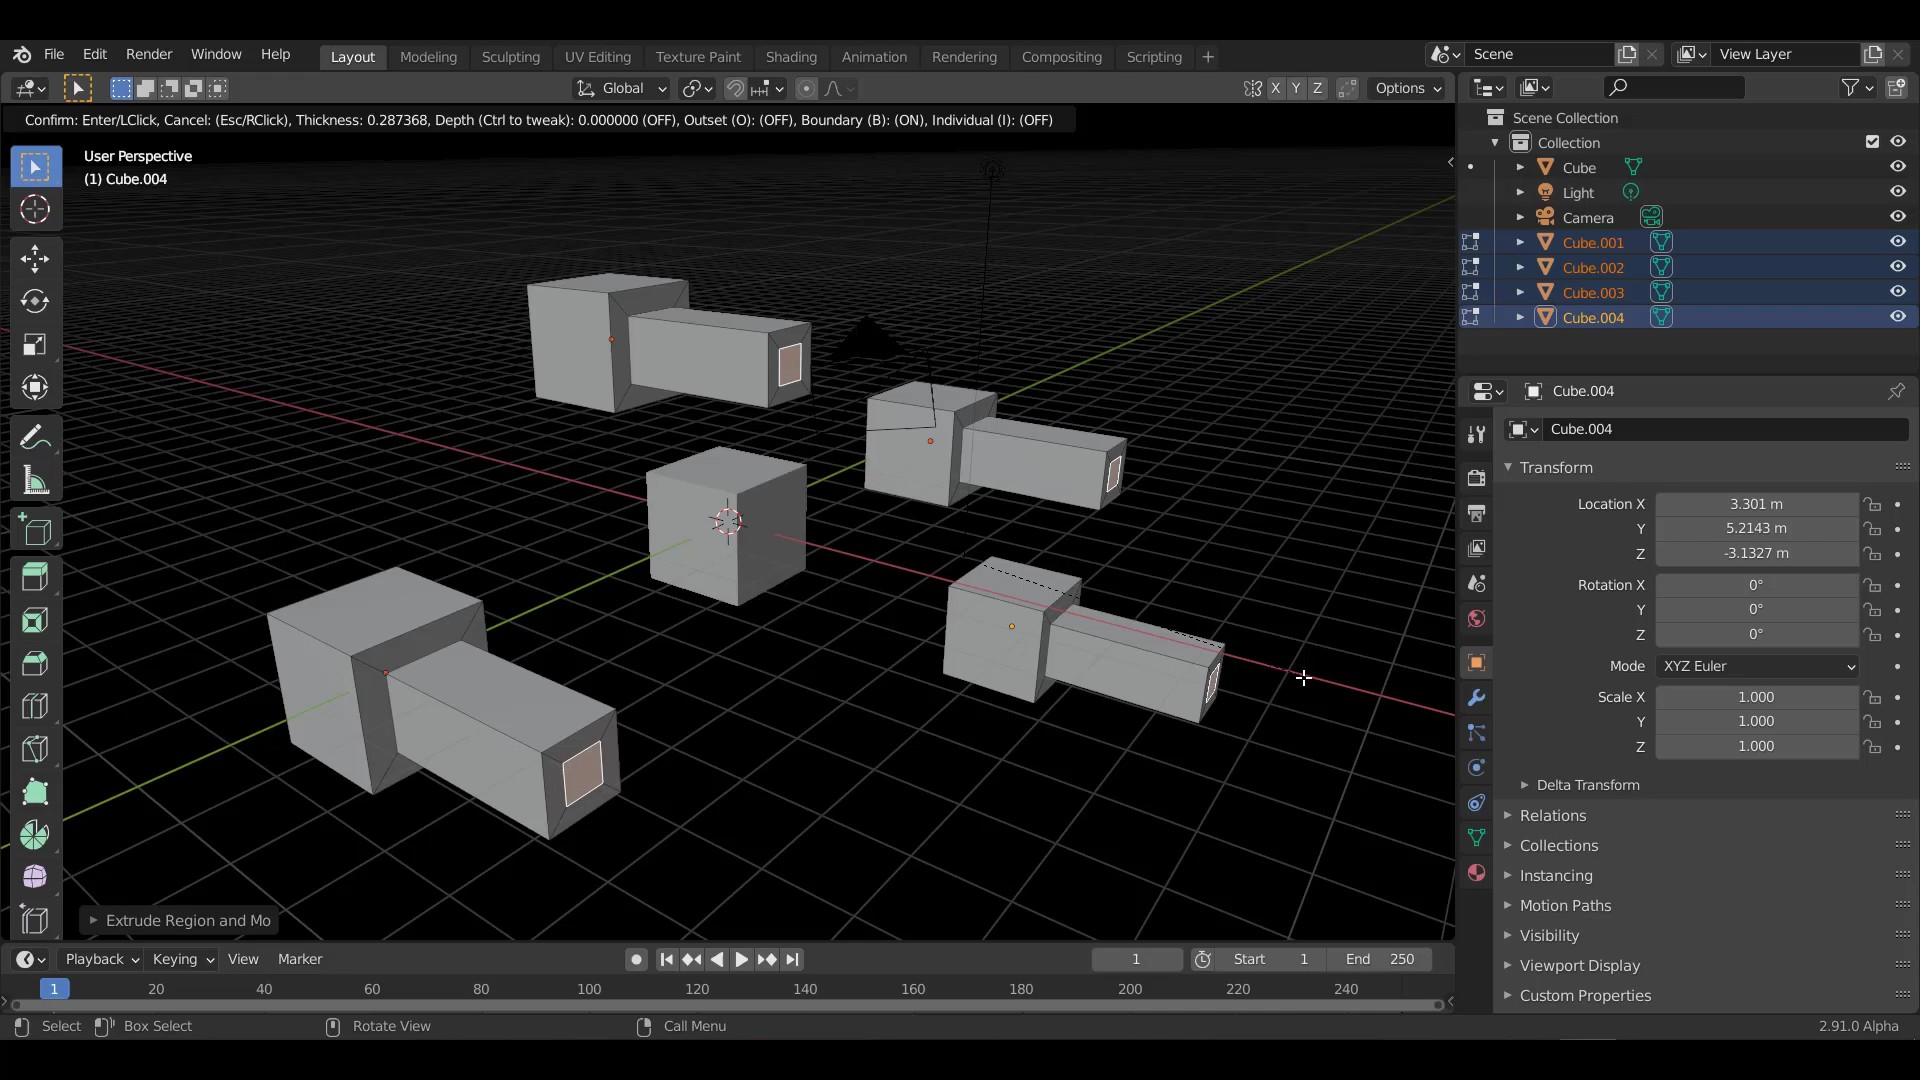 File Edit Render Window Help Layout Modeling Sculpting UV Editing Texture Paint Shading Animation Rendering Compositing Scripting + Scene View Layer
Global X Y Z Options
Confirm: Enter/LClick, Cancel: (Esc/RClick), Thickness: 0.287368, Depth (Ctrl to tweak): 0.000000 (OFF), Outset (O): (OFF), Boundary (B): (ON), Individual (I): (OFF)
User Perspective
(1) Cube.004
Scene Collection
Collection
Cube
Light
Camera
Cube.001
Cube.002
Cube.003
Cube.004
Cube.004
Cube.004
Transform
Location X 3.301 m
Y 5.2143 m
Z -3.1327 m
Rotation X 0°
Y 0°
Z 0°
Mode XYZ Euler
Scale X 1.000
Y 1.000
Z 1.000
Delta Transform
Relations
Collections
Instancing
Motion Paths
Visibility
Viewport Display
Custom Properties
Extrude Region and Mo
Playback Keying View Marker 1 Start 1 End 250
1 20 40 60 80 100 120 140 160 180 200 220 240
Select Box Select Rotate View Call Menu 2.91.0 Alpha